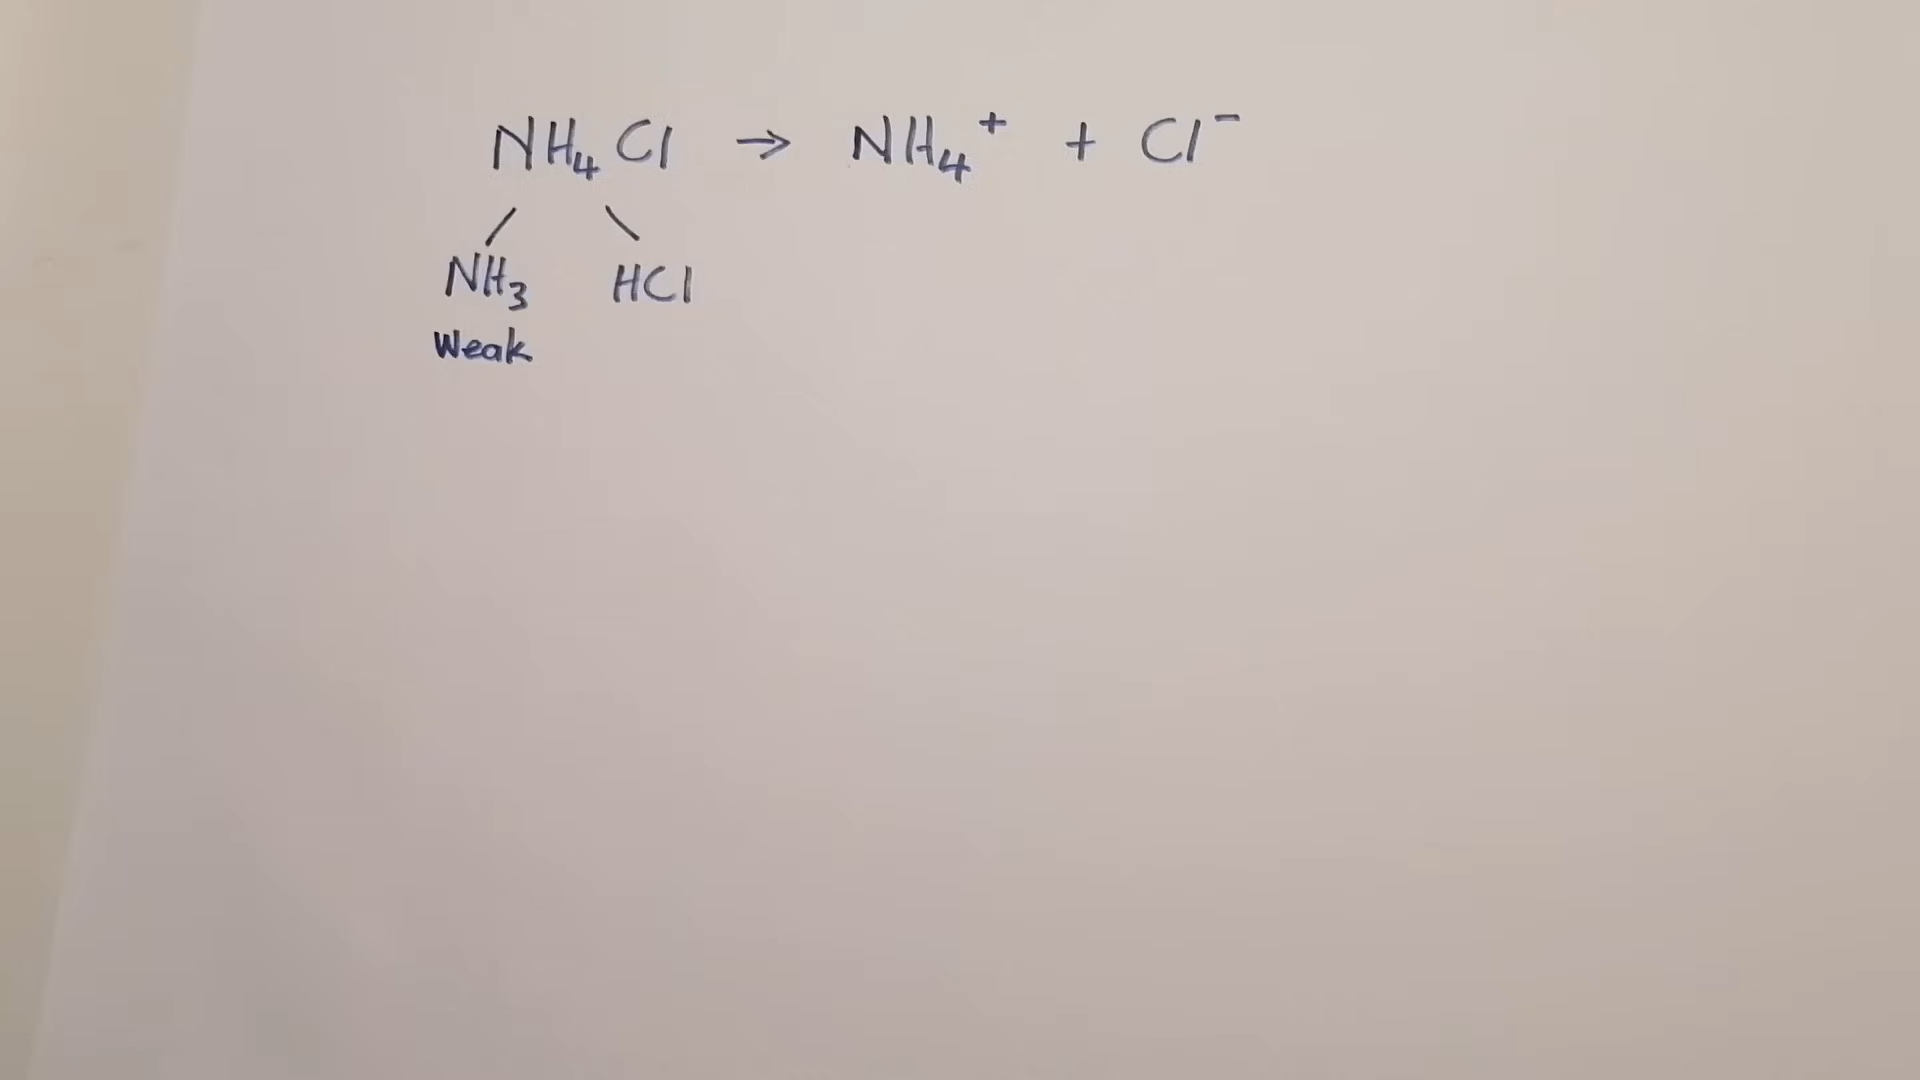 NH₄Cl → NH₄⁺ + Cl⁻
NH₃ HCl
Weak